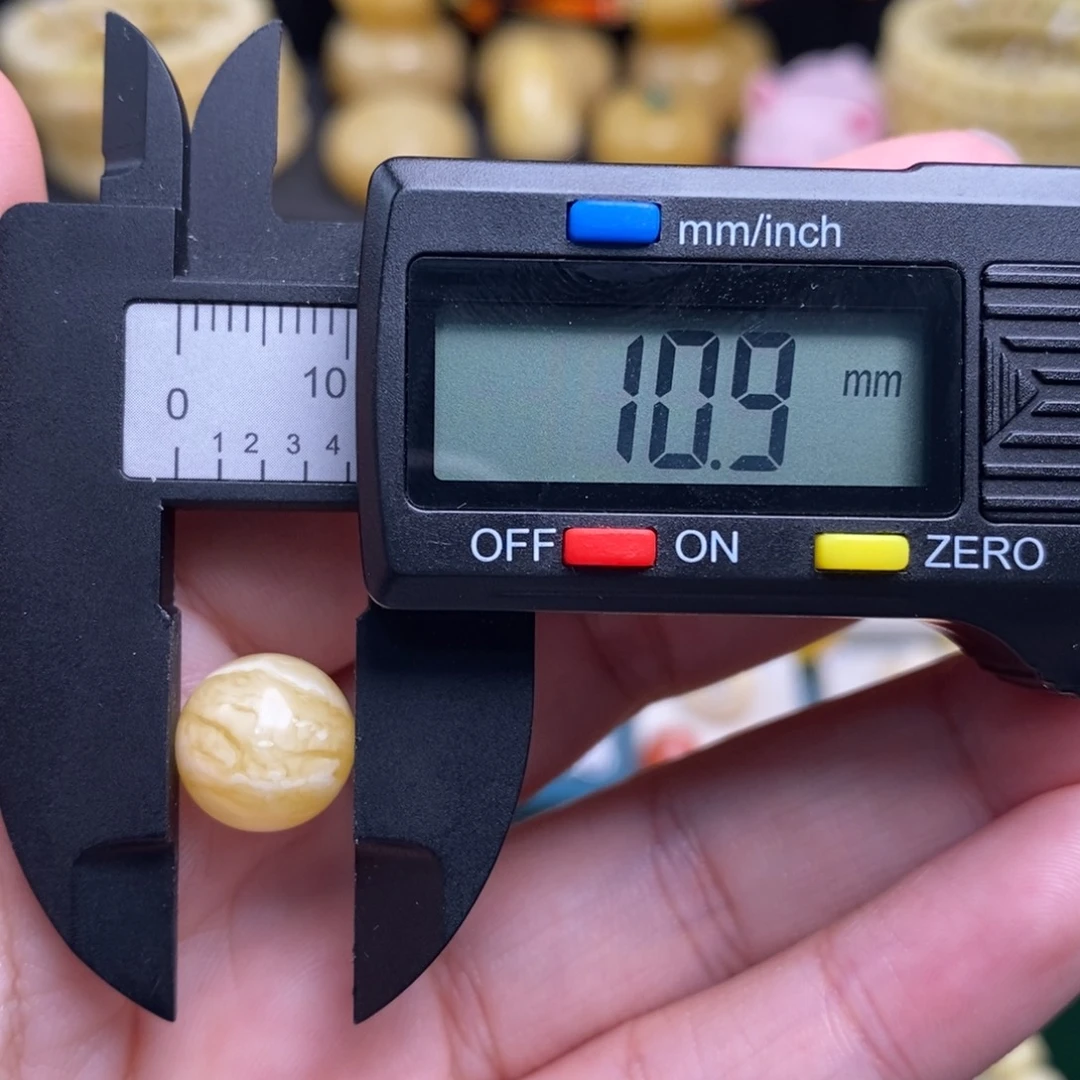 mm/inch
10.9 mm
0 10
1 2 3 4
OFF ON ZERO